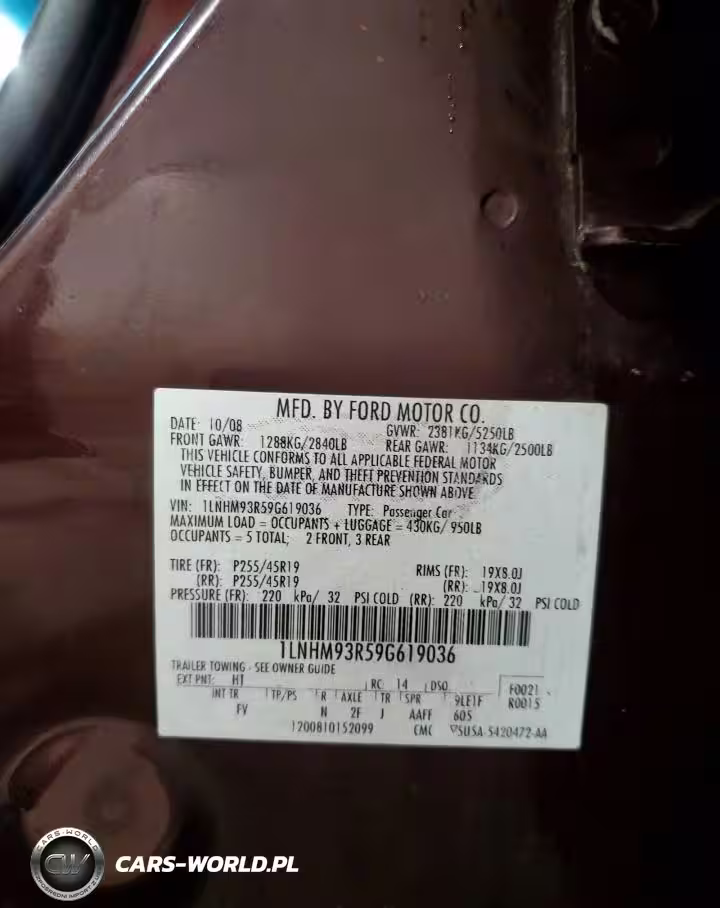 MFD. BY FORD MOTOR CO.
DATE: 10/08 GVWR: 2381KG/5250LB
FRONT GAWR: 1288KG/2840LB REAR GAWR: 1134KG/2500LB
THIS VEHICLE CONFORMS TO ALL APPLICABLE FEDERAL MOTOR
VEHICLE SAFETY, BUMPER, AND THEFT PREVENTION STANDARDS
IN EFFECT ON THE DATE OF MANUFACTURE SHOWN ABOVE.
VIN: 1LNHM93R59G619036 TYPE: Passenger Car
MAXIMUM LOAD = OCCUPANTS + LUGGAGE = 430KG/ 950LB
OCCUPANTS = 5 TOTAL; 2 FRONT, 3 REAR
TIRE (FR): P255/45R19 RIMS (FR): 19X8.0J
(RR): P255/45R19 (RR): 19X8.0J
PRESSURE (FR): 220 kPa/ 32 PSI COLD (RR): 220 kPa/ 32 PSI COLD
1LNHM93R59G619036
TRAILER TOWING - SEE OWNER GUIDE
EXT PNT: HT RC: 14 DSO: F0021
INT TR TP/PS R AXLE TR SPR 9LE1F R0015
FV N 2F J AAFF 605
1200810152099 CMC 5U5A-5420472-AA
CARS-WORLD
CW
CARS-WORLD.PL